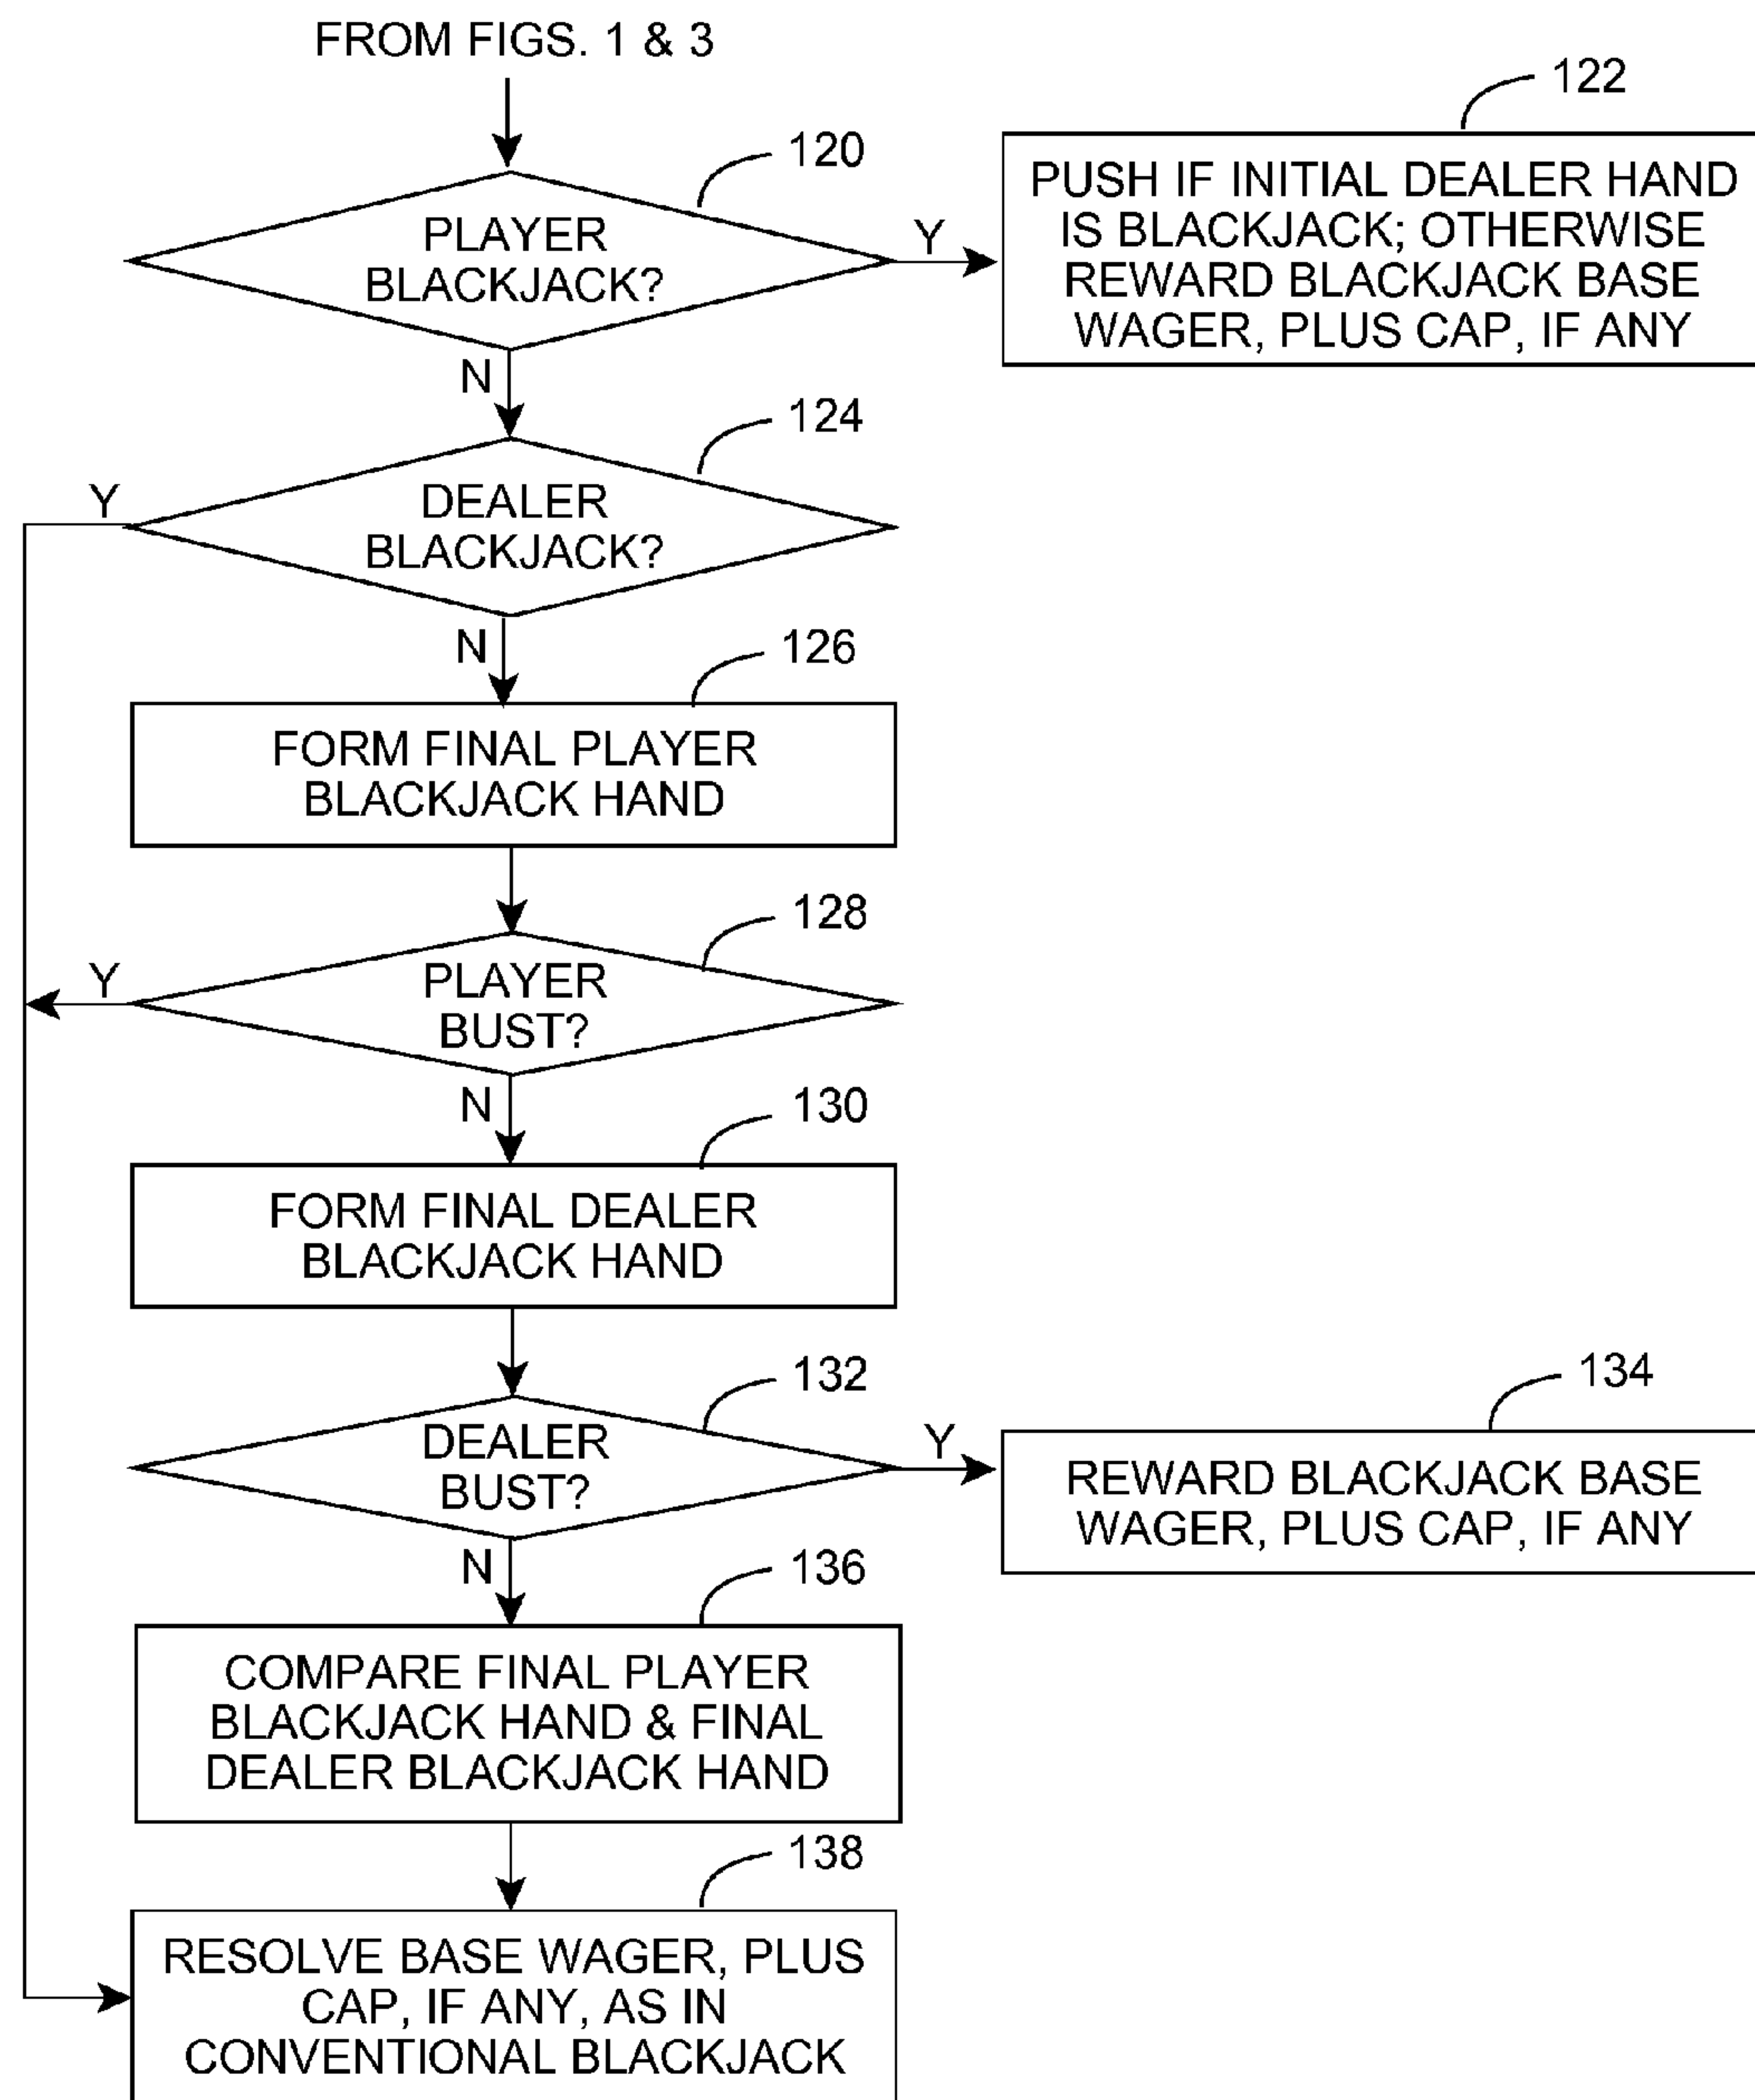 FROM FIGS. 1 & 3
120
PLAYER
BLACKJACK?
Y
122
PUSH IF INITIAL DEALER HAND
IS BLACKJACK; OTHERWISE
REWARD BLACKJACK BASE
WAGER, PLUS CAP, IF ANY
N
124
DEALER
BLACKJACK?
Y
N
126
FORM FINAL PLAYER
BLACKJACK HAND
128
PLAYER
BUST?
Y
N
130
FORM FINAL DEALER
BLACKJACK HAND
132
DEALER
BUST?
Y
134
REWARD BLACKJACK BASE
WAGER, PLUS CAP, IF ANY
N
136
COMPARE FINAL PLAYER
BLACKJACK HAND & FINAL
DEALER BLACKJACK HAND
138
RESOLVE BASE WAGER, PLUS
CAP, IF ANY, AS IN
CONVENTIONAL BLACKJACK